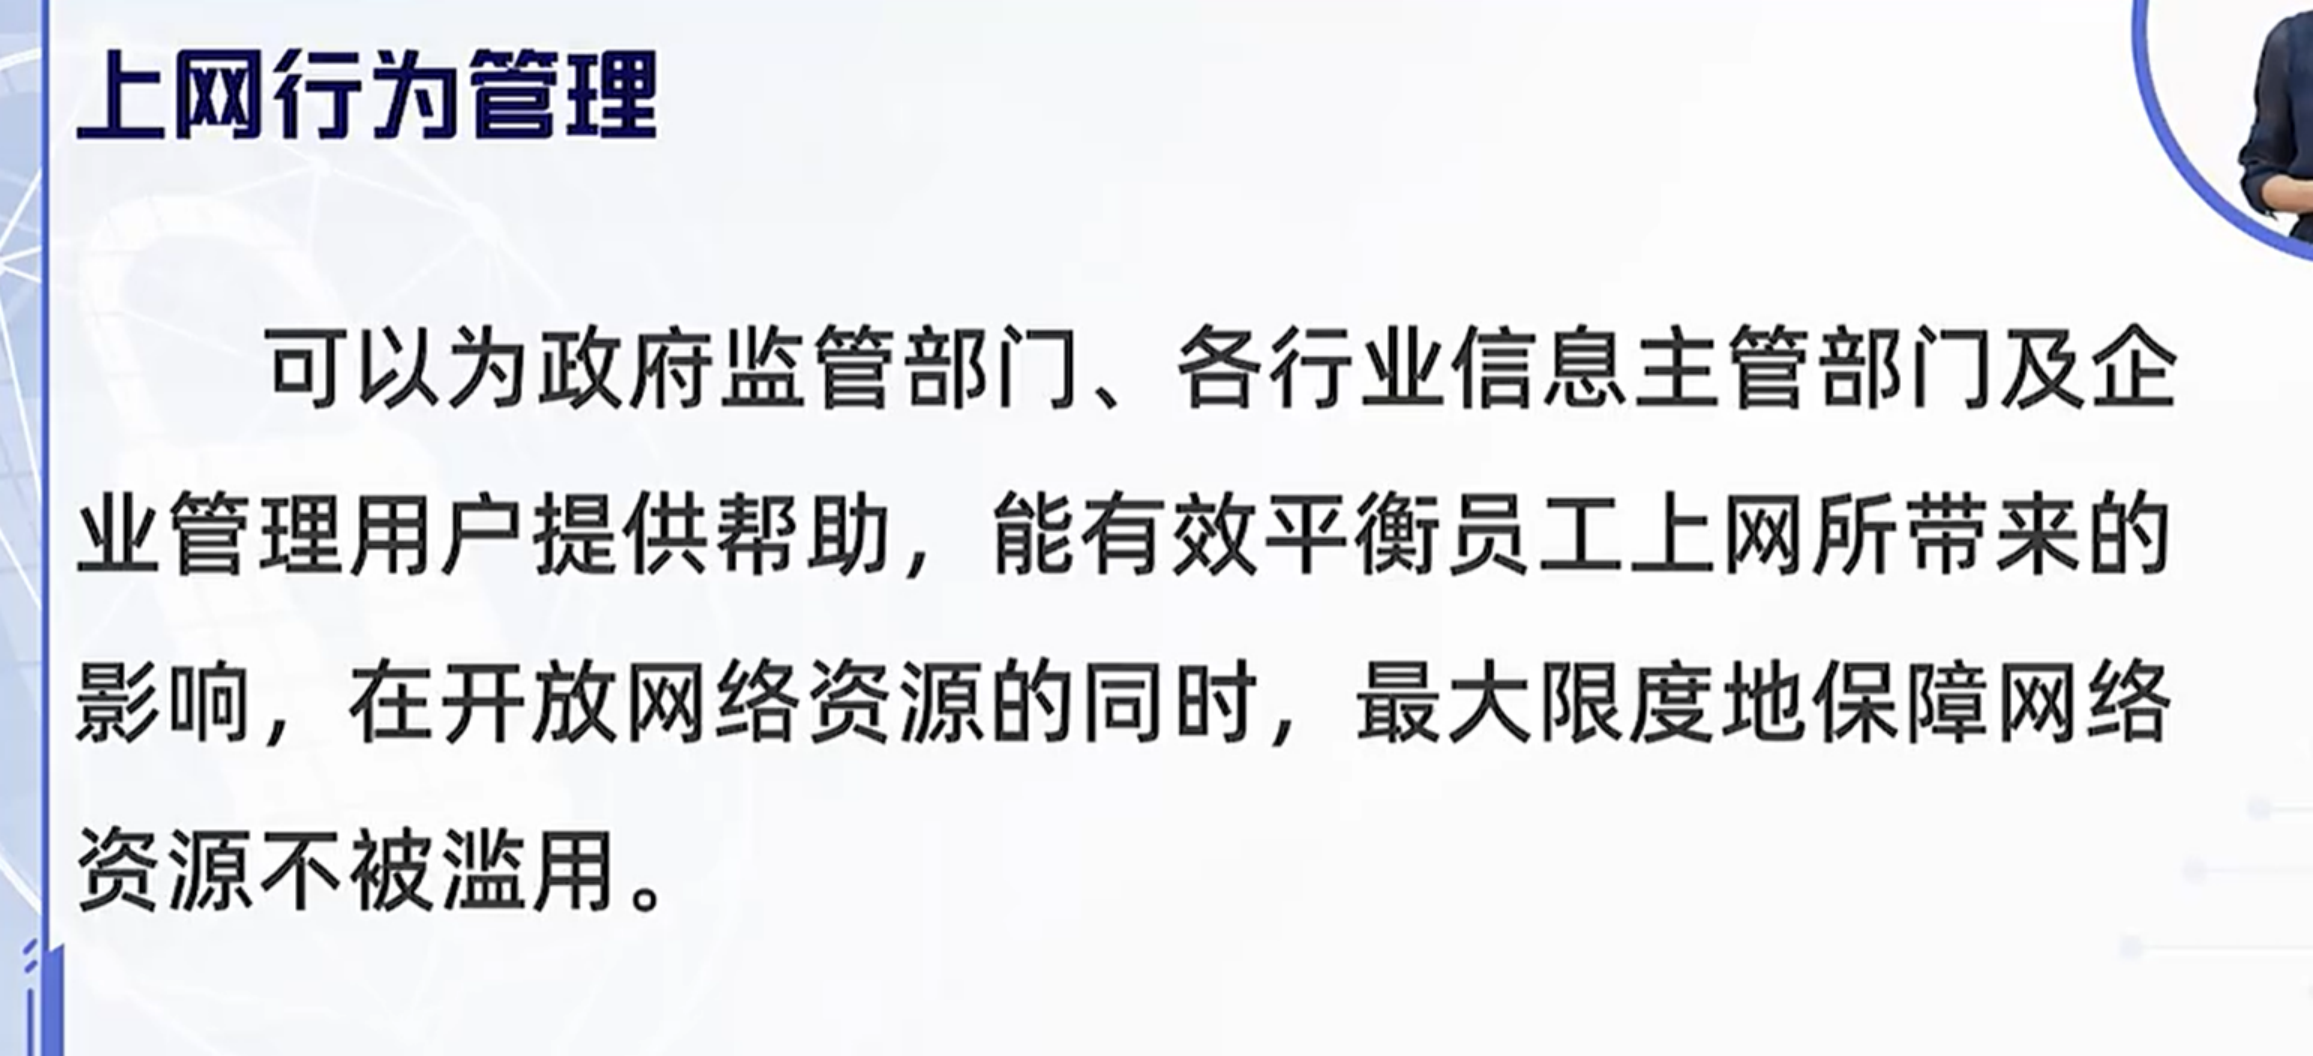 上网行为管理
可以为政府监管部门、各行业信息主管部门及企
业管理用户提供帮助，能有效平衡员工上网所带来的
影响，在开放网络资源的同时，最大限度地保障网络
资源不被滥用。